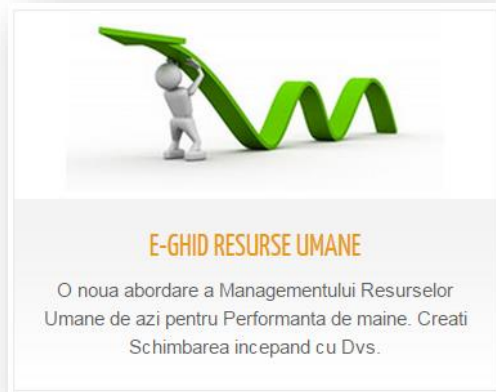 E-GHID RESURSE UMANE
O noua abordare a Managementului Resurselor
Umane de azi pentru Performanta de maine. Creati
Schimbarea incepand cu Dvs.